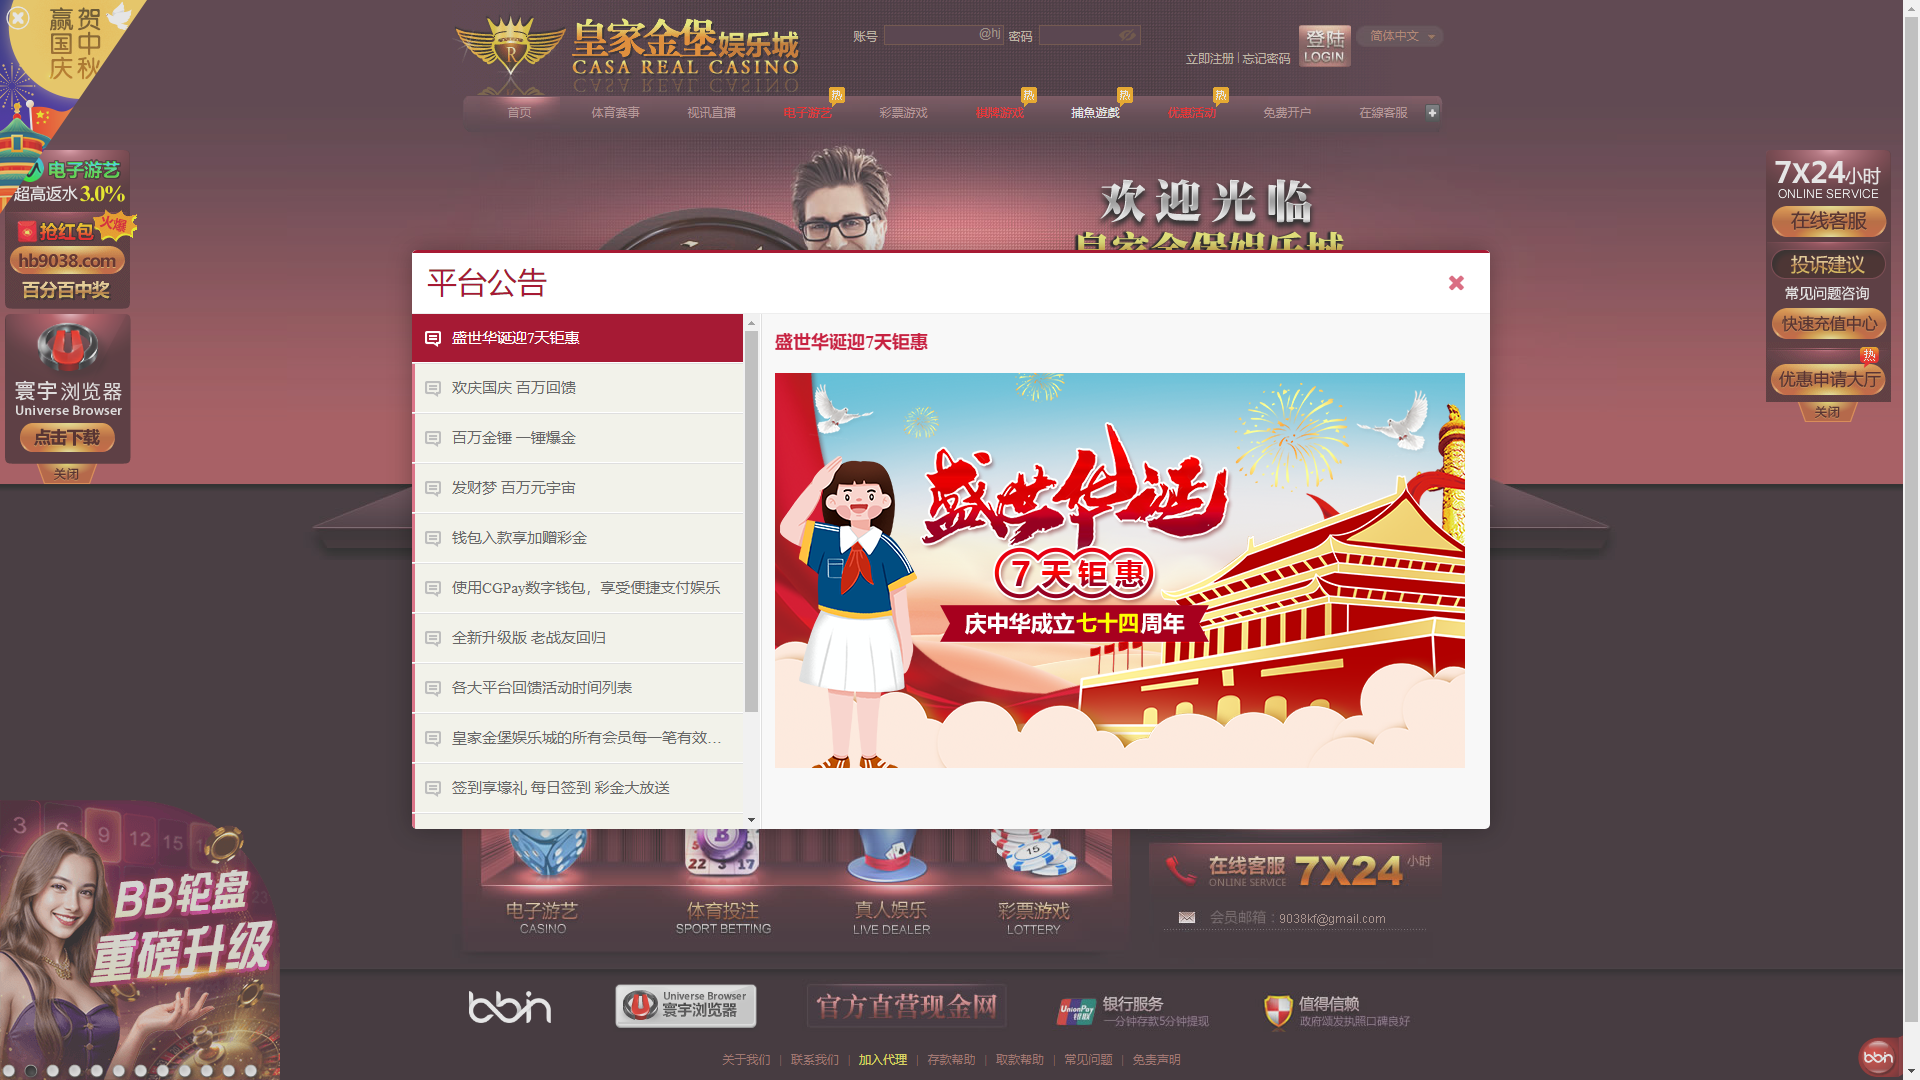 贺中秋
赢国庆
皇家金堡娱乐城
CASA REAL CASINO
账号
@hj
密码
立即注册
忘记密码
登陆
LOGIN
简体中文
首页
体育赛事
视讯直播
电子游艺
热
彩票游戏
棋牌游戏
热
捕魚遊戲
热
优惠活动
热
免费开户
在線客服
电子游艺
超高返水3.0%
抢红包
火爆
hb9038.com
百分百中奖
寰宇浏览器
Universe Browser
点击下载
关闭
欢迎光临
皇家金堡娱乐城
7X24小时
ONLINE SERVICE
在线客服
投诉建议
常见问题咨询
快速充值中心
热
优惠申请大厅
关闭
平台公告
盛世华诞迎7天钜惠
欢庆国庆 百万回馈
百万金锤 一锤爆金
发财梦 百万元宇宙
钱包入款享加赠彩金
使用CGPay数字钱包，享受便捷支付娱乐
全新升级版 老战友回归
各大平台回馈活动时间列表
皇家金堡娱乐城的所有会员每一笔有效...
签到享壕礼 每日签到 彩金大放送
盛世华诞迎7天钜惠
盛世华诞
7天钜惠
庆中华成立七十四周年
电子游艺
CASINO
体育投注
SPORT BETTING
真人娱乐
LIVE DEALER
彩票游戏
LOTTERY
在线客服
ONLINE SERVICE
7X24
小时
会员邮箱 : 9038kf@gmail.com
BB轮盘
重磅升级
bbin
Universe Browser
寰宇浏览器
官方直营现金网
UnionPay
银联
银行服务
一分钟存款5分钟提现
值得信赖
政府颁发执照口碑良好
关于我们 | 联系我们 | 加入代理 | 存款帮助 | 取款帮助 | 常见问题 | 免责声明
bbin